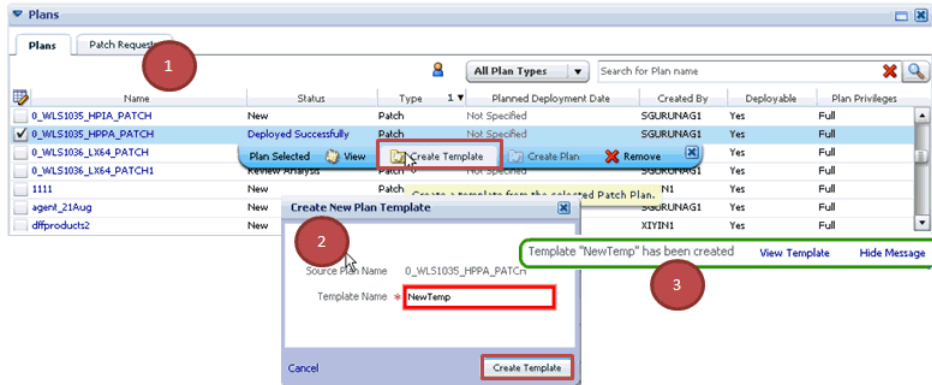 Plans
Plans Patch Requests
1
All Plan Types Search for Plan name
Name Status Type 1 Planned Deployment Date Created By Deployable Plan Privileges
0_WLS1035_HPIA_PATCH New Patch Not Specified SGURUNAG1 Yes Full
0_WLS1035_HPPA_PATCH Deployed Successfully Patch Not Specified SGURUNAG1 Yes Full
0_WLS1036_LX64_PATCH Yes Full
Plan Selected View Create Template Create Plan Remove
0_WLS1036_LX64_PATCH1 Review Analysis Patch Not Specified SGURUNAG1 Yes Full
1111 New Patch N1 Yes Full
Create a template from the selected Patch Plan.
agent_21Aug New SGURUNAG1 Yes Full
dffproducts2 New XIYIN1 Yes Full
Create New Plan Template
2
Source Plan Name 0_WLS1035_HPPA_PATCH
Template Name * NewTemp
Cancel Create Template
Template "NewTemp" has been created View Template Hide Message
3